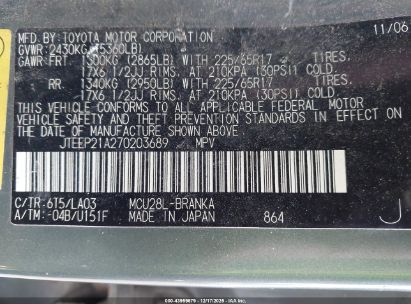 MFD. BY: TOYOTA MOTOR CORPORATION 11/06
GVWR: 2430KG (5360LB)
GAWR: FRT. 1300KG (2865LB) WITH 225/65R17
17X6 1/2JJ RIMS, AT 210KPA (30PSI) COLD
RR 1340KG (2950LB) WITH 225/65R17
17X6 1/2JJ RIMS, AT 210KPA (30PSI) COLD
THIS VEHICLE CONFORMS TO ALL APPLICABLE FEDERAL MOTOR
VEHICLE SAFETY AND THEFT PREVENTION STANDARDS IN EFFECT
ON THE DATE OF MANUFACTURE SHOWN ABOVE.
JTEEP21A270203689 MPV
C/TR: 6T5/LA03 MCU28L-BRANKA
A/TM: -04B/U151F MADE IN JAPAN 864 J